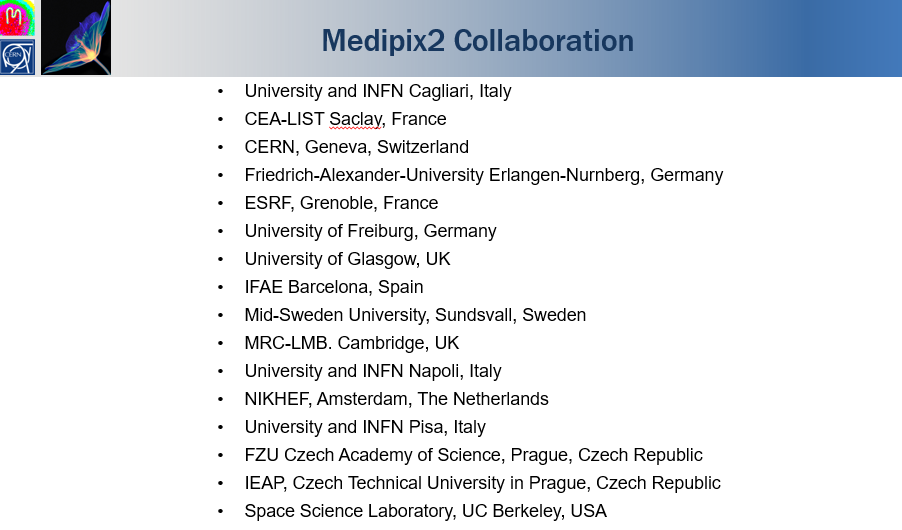 CERN
Medipix2 Collaboration
• University and INFN Cagliari, Italy
• CEA-LIST Saclay, France
• CERN, Geneva, Switzerland
• Friedrich-Alexander-University Erlangen-Nurnberg, Germany
• ESRF, Grenoble, France
• University of Freiburg, Germany
• University of Glasgow, UK
• IFAE Barcelona, Spain
• Mid-Sweden University, Sundsvall, Sweden
• MRC-LMB. Cambridge, UK
• University and INFN Napoli, Italy
• NIKHEF, Amsterdam, The Netherlands
• University and INFN Pisa, Italy
• FZU Czech Academy of Science, Prague, Czech Republic
• IEAP, Czech Technical University in Prague, Czech Republic
• Space Science Laboratory, UC Berkeley, USA